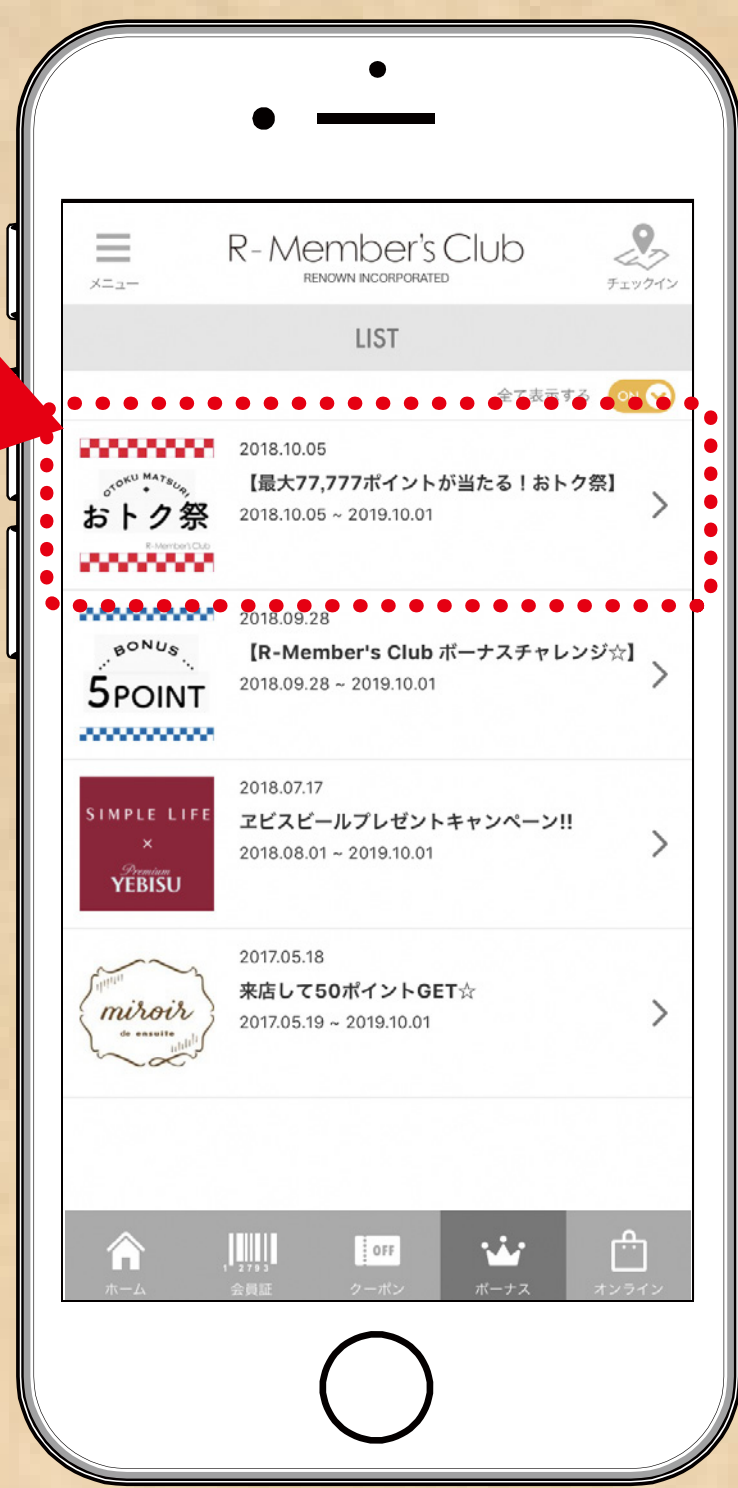 R-Member's Club
RENOWN INCORPORATED
メニュー
チェックイン
LIST
全て表示する
ON
2018.10.05
【最大77,777ポイントが当たる！おトク祭】
2018.10.05 ~ 2019.10.01
OTOKU MATSURI
おトク祭
R-Member's Club
2018.09.28
【R-Member's Club ボーナスチャレンジ☆】
2018.09.28 ~ 2019.10.01
BONUS
5POINT
2018.07.17
ヱビスビールプレゼントキャンペーン!!
2018.08.01 ~ 2019.10.01
SIMPLE LIFE
×
Premium
YEBISU
2017.05.18
来店して50ポイントGET☆
2017.05.19 ~ 2019.10.01
miroir
de ensuite
1 2793
OFF
ホーム
会員証
クーポン
ボーナス
オンライン